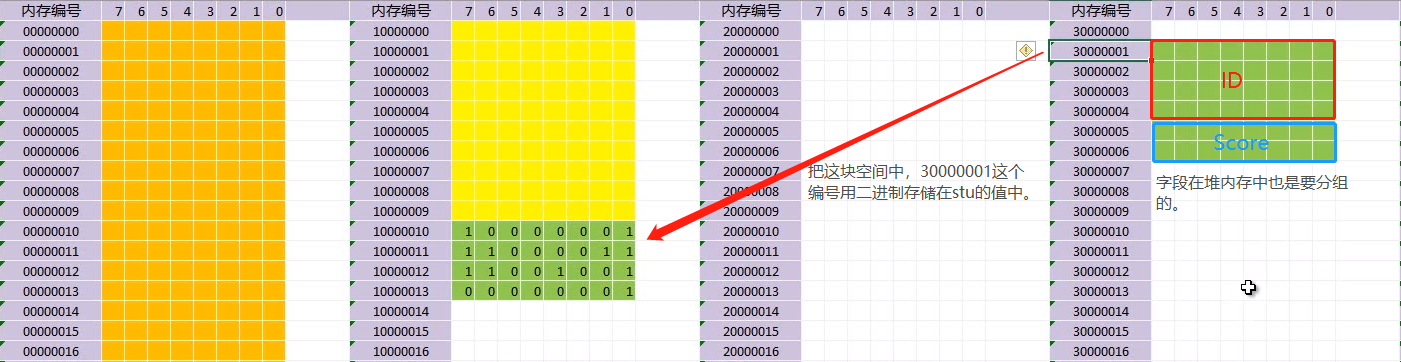 内存编号 7 6 5 4 3 2 1 0 内存编号 7 6 5 4 3 2 1 0 内存编号 7 6 5 4 3 2 1 0 内存编号 7 6 5 4 3 2 1 0
00000000 10000000 20000000 30000000
00000001 10000001 20000001 30000001
00000002 10000002 20000002 30000002
00000003 10000003 20000003 30000003
00000004 10000004 20000004 30000004
00000005 10000005 20000005 30000005
00000006 10000006 20000006 30000006
00000007 10000007 20000007 30000007
00000008 10000008 20000008 30000008
00000009 10000009 20000009 30000009
00000010 10000010 1 0 0 0 0 0 0 1 20000010 30000010
00000011 10000011 1 1 0 0 0 0 1 1 20000011 30000011
00000012 10000012 1 1 0 0 1 0 0 1 20000012 30000012
00000013 10000013 0 0 0 0 0 0 0 1 20000013 30000013
00000014 10000014 20000014 30000014
00000015 10000015 20000015 30000015
00000016 10000016 20000016 30000016
把这块空间中，30000001这个
编号用二进制存储在stu的值中。
ID
Score
字段在堆内存中也是要分组
的。